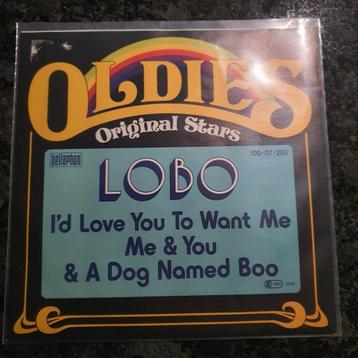 OLDIES
Original Stars
bellaphon
100·07·250
LOBO
I'd Love You To Want Me
Me & You
& A Dog Named Boo